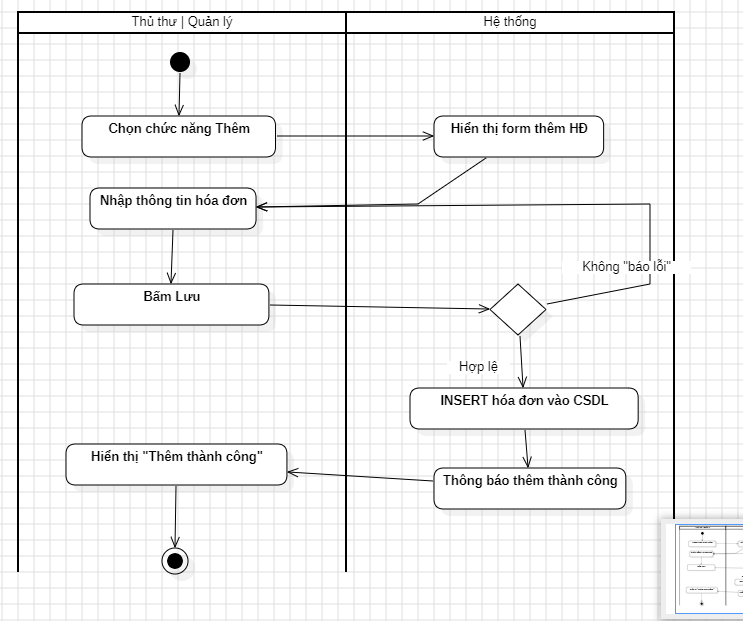 Thủ thư | Quản lý
Hệ thống
Chọn chức năng Thêm
Hiển thị form thêm HĐ
Nhập thông tin hóa đơn
Không "báo lỗi"
Bấm Lưu
Hợp lệ
INSERT hóa đơn vào CSDL
Hiển thị "Thêm thành công"
Thông báo thêm thành công